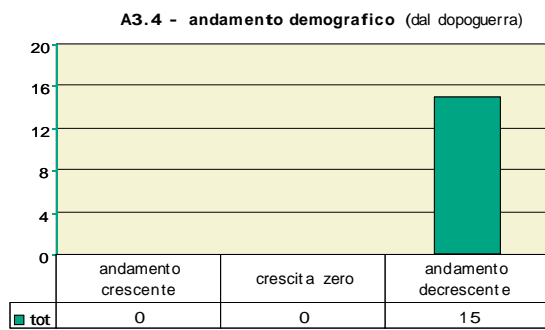 A3.4 - andamento demografico (dal dopoguerra)
20
16
12
8
4
0
andamento crescente
crescita zero
andamento decrescente
tot
0
0
15